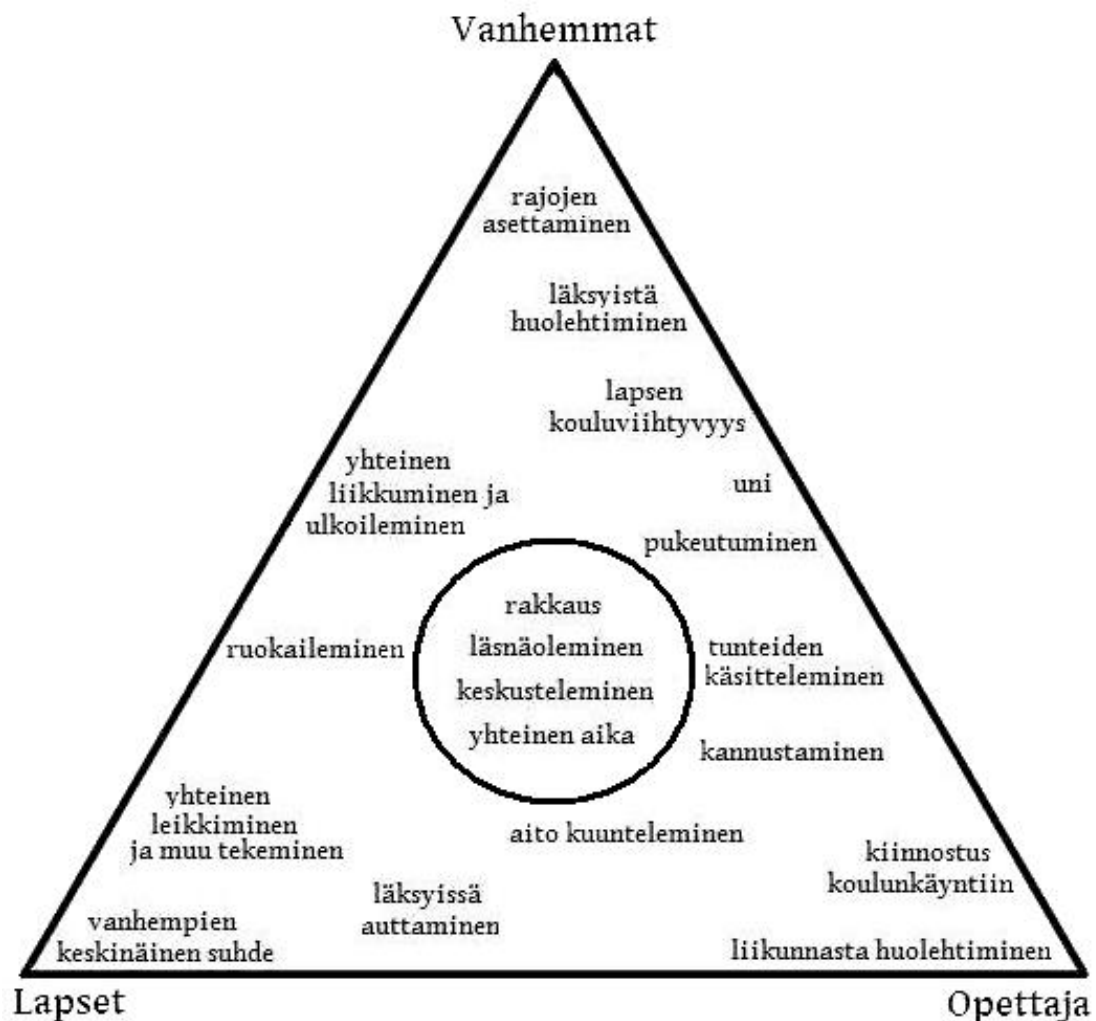 Vanhemmat
rajojen
asettaminen
läksyistä
huolehtiminen
lapsen
kouluviihtyvyys
yhteinen
liikkuminen ja
ulkoileminen
uni
pukeutuminen
rakkaus
läsnäoleminen
keskusteleminen
yhteinen aika
ruokaileminen
tunteiden
käsitteleminen
kannustaminen
yhteinen
leikkiminen
ja muu tekeminen
aito kuunteleminen
kiinnostus
koulunkäyntiin
läksyissä
auttaminen
vanhempien
keskinäinen suhde
liikunnasta huolehtiminen
Lapset
Opettaja